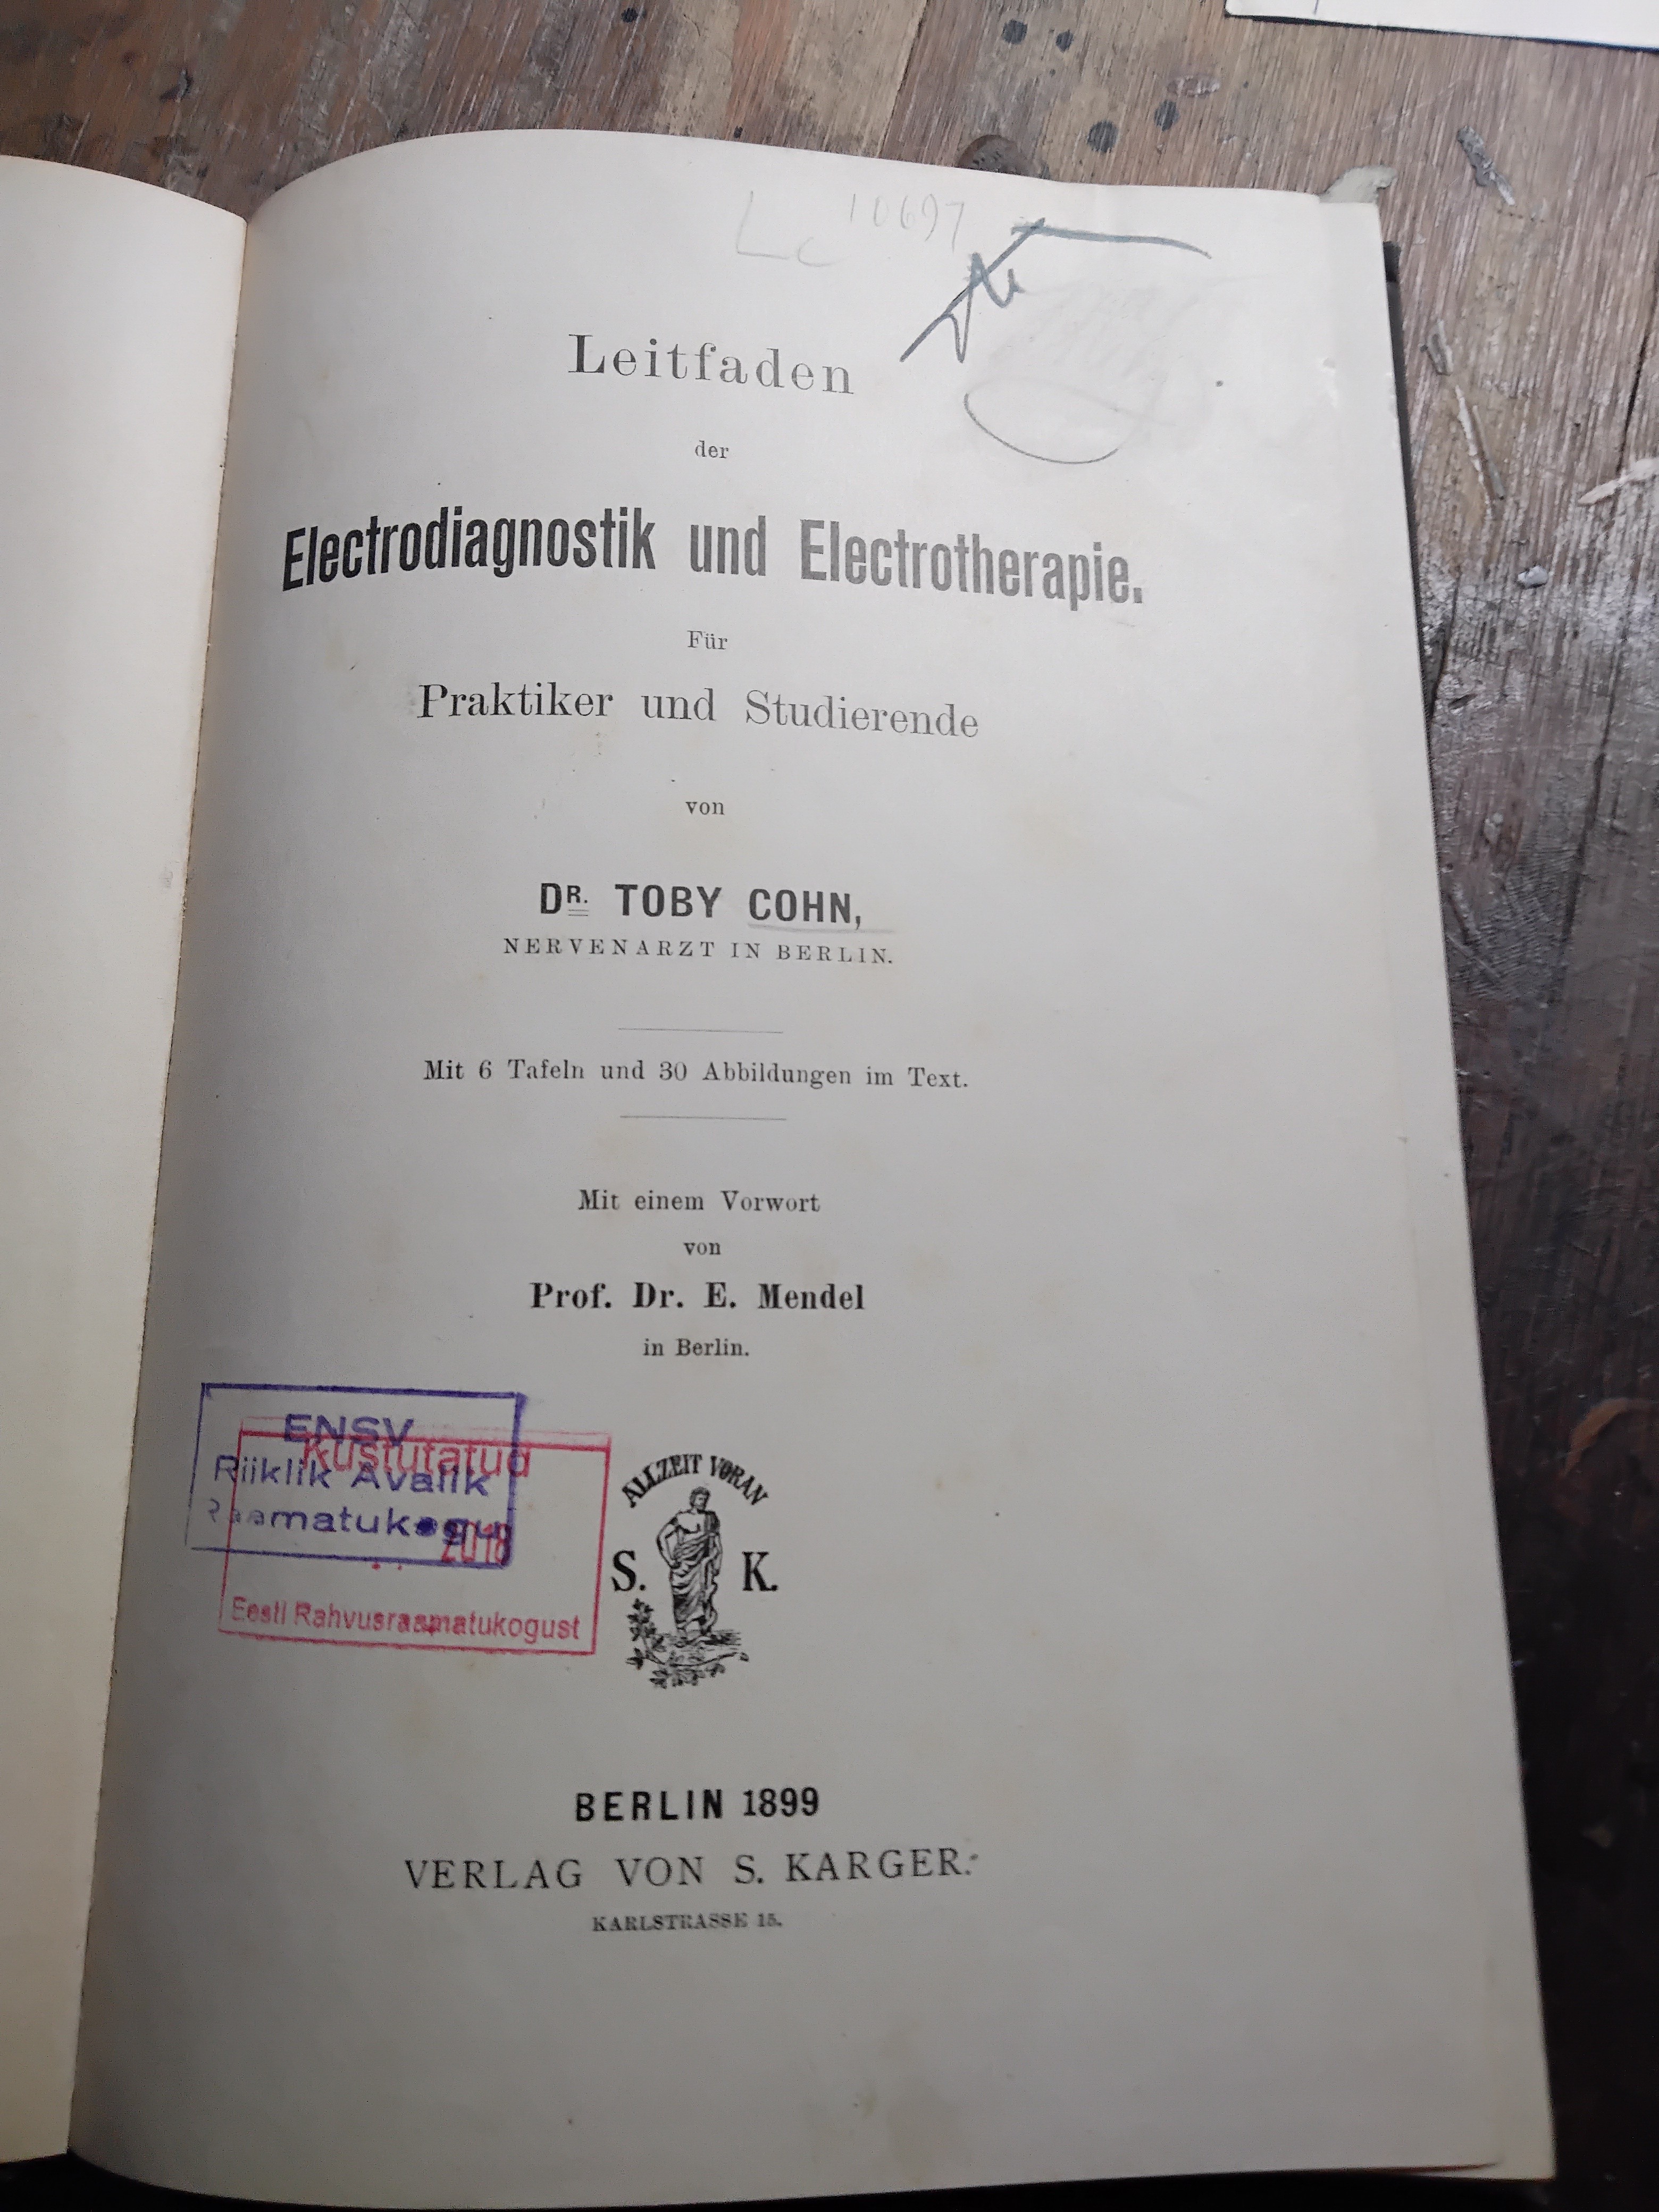 Lc 10697
Leitfaden
der
Electrodiagnostik und Electrotherapie.
Für
Praktiker und Studierende
von
DR. TOBY COHN,
NERVENARZT IN BERLIN.
Mit 6 Tafeln und 30 Abbildungen im Text.
Mit einem Vorwort
von
Prof. Dr. E. Mendel
in Berlin.
ENSV
Riiklik Avalik
Raamatukogu
Kustutatud
2018
Eesti Rahvusraamatukogust
ALLZEIT VORAN
S. K.
BERLIN 1899
VERLAG VON S. KARGER.
KARLSTRASSE 15.